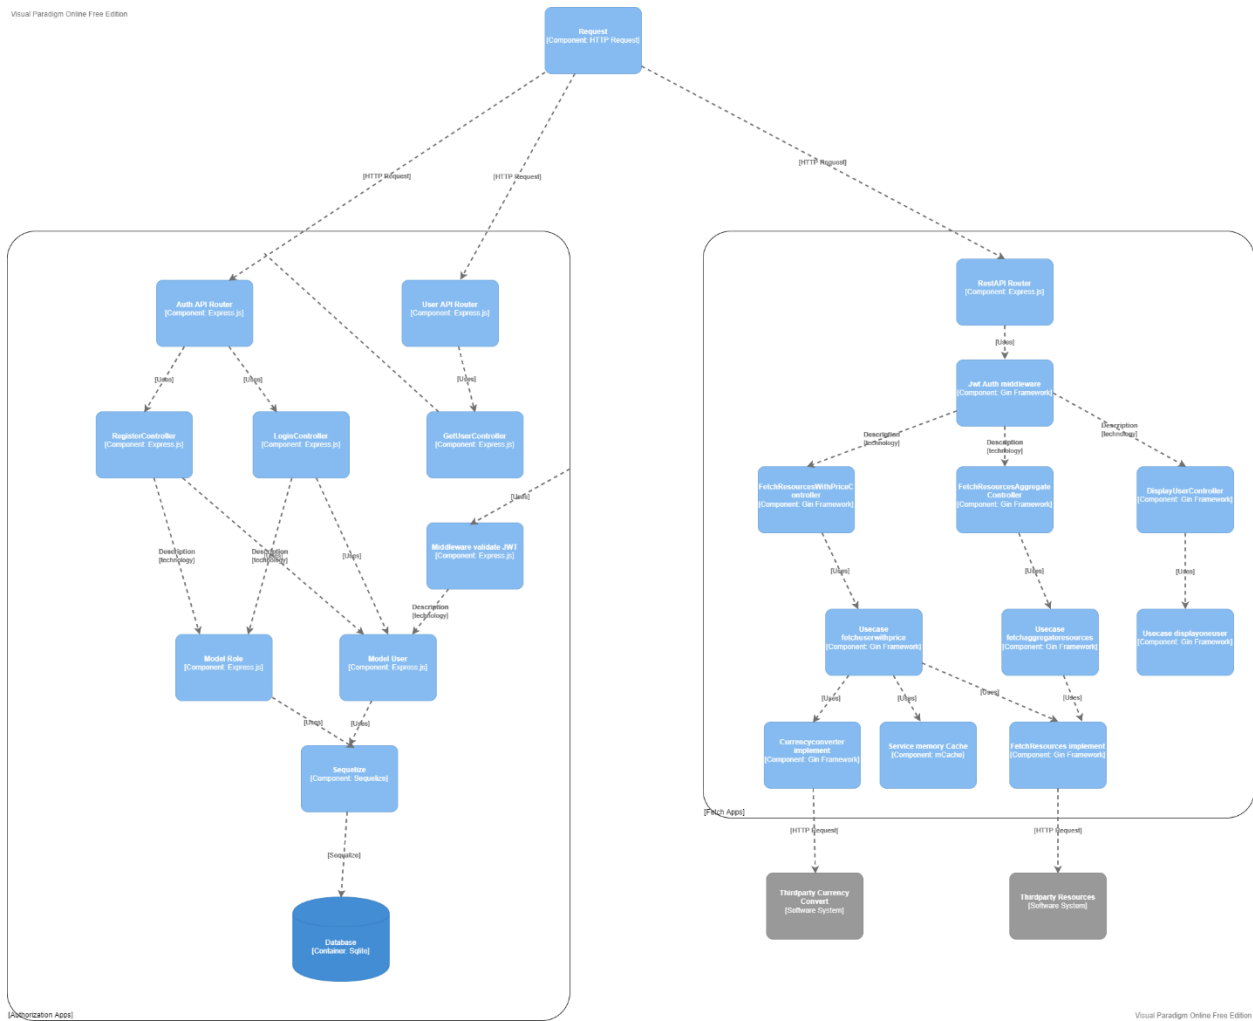 Visual Paradigm Online Free Edition
Request
[Component: HTTP Request]
[HTTP Request]
[HTTP Request]
[HTTP Request]
Auth API Router
[Component: Express.js]
User API Router
[Component: Express.js]
RestAPI Router
[Component: Express.js]
[Uses]
[Uses]
[Uses]
[Uses]
RegisterController
[Component: Express.js]
LoginController
[Component: Express.js]
GetUserController
[Component: Express.js]
Jwt Auth middleware
[Component: Gin Framework]
Description
[technology]
Description
[technology]
Description
[technology]
FetchResourcesWithPriceC
ontroller
[Component: Gin Framework]
FetchResourcesAggregate
Controller
[Component: Gin Framework]
DisplayUserController
[Component: Gin Framework]
[Uses]
Middleware validate JWT
[Component: Express.js]
Description
[technology]
Description
[technology]
[Uses]
Description
[technology]
[Uses]
[Uses]
[Uses]
Model Role
[Component: Express.js]
Model User
[Component: Express.js]
Usecase
fetchuserwithprice
[Component: Gin Framework]
Usecase
fetchaggregateresources
[Component: Gin Framework]
Usecase displayoneuser
[Component: Gin Framework]
[Uses]
[Uses]
[Uses]
[Uses]
[Uses]
[Uses]
Sequelize
[Component: Sequelize]
Currencyconverter
implement
[Component: Gin Framework]
Service memory Cache
[Component: mCache]
FetchResources implement
[Component: Gin Framework]
[Fetch Apps]
[Sequelize]
[HTTP Request]
[HTTP Request]
Database
[Container: Sqlite]
Thirdparty Currency
Convert
[Software System]
Thirdparty Resources
[Software System]
[Authorization Apps]
Visual Paradigm Online Free Edition